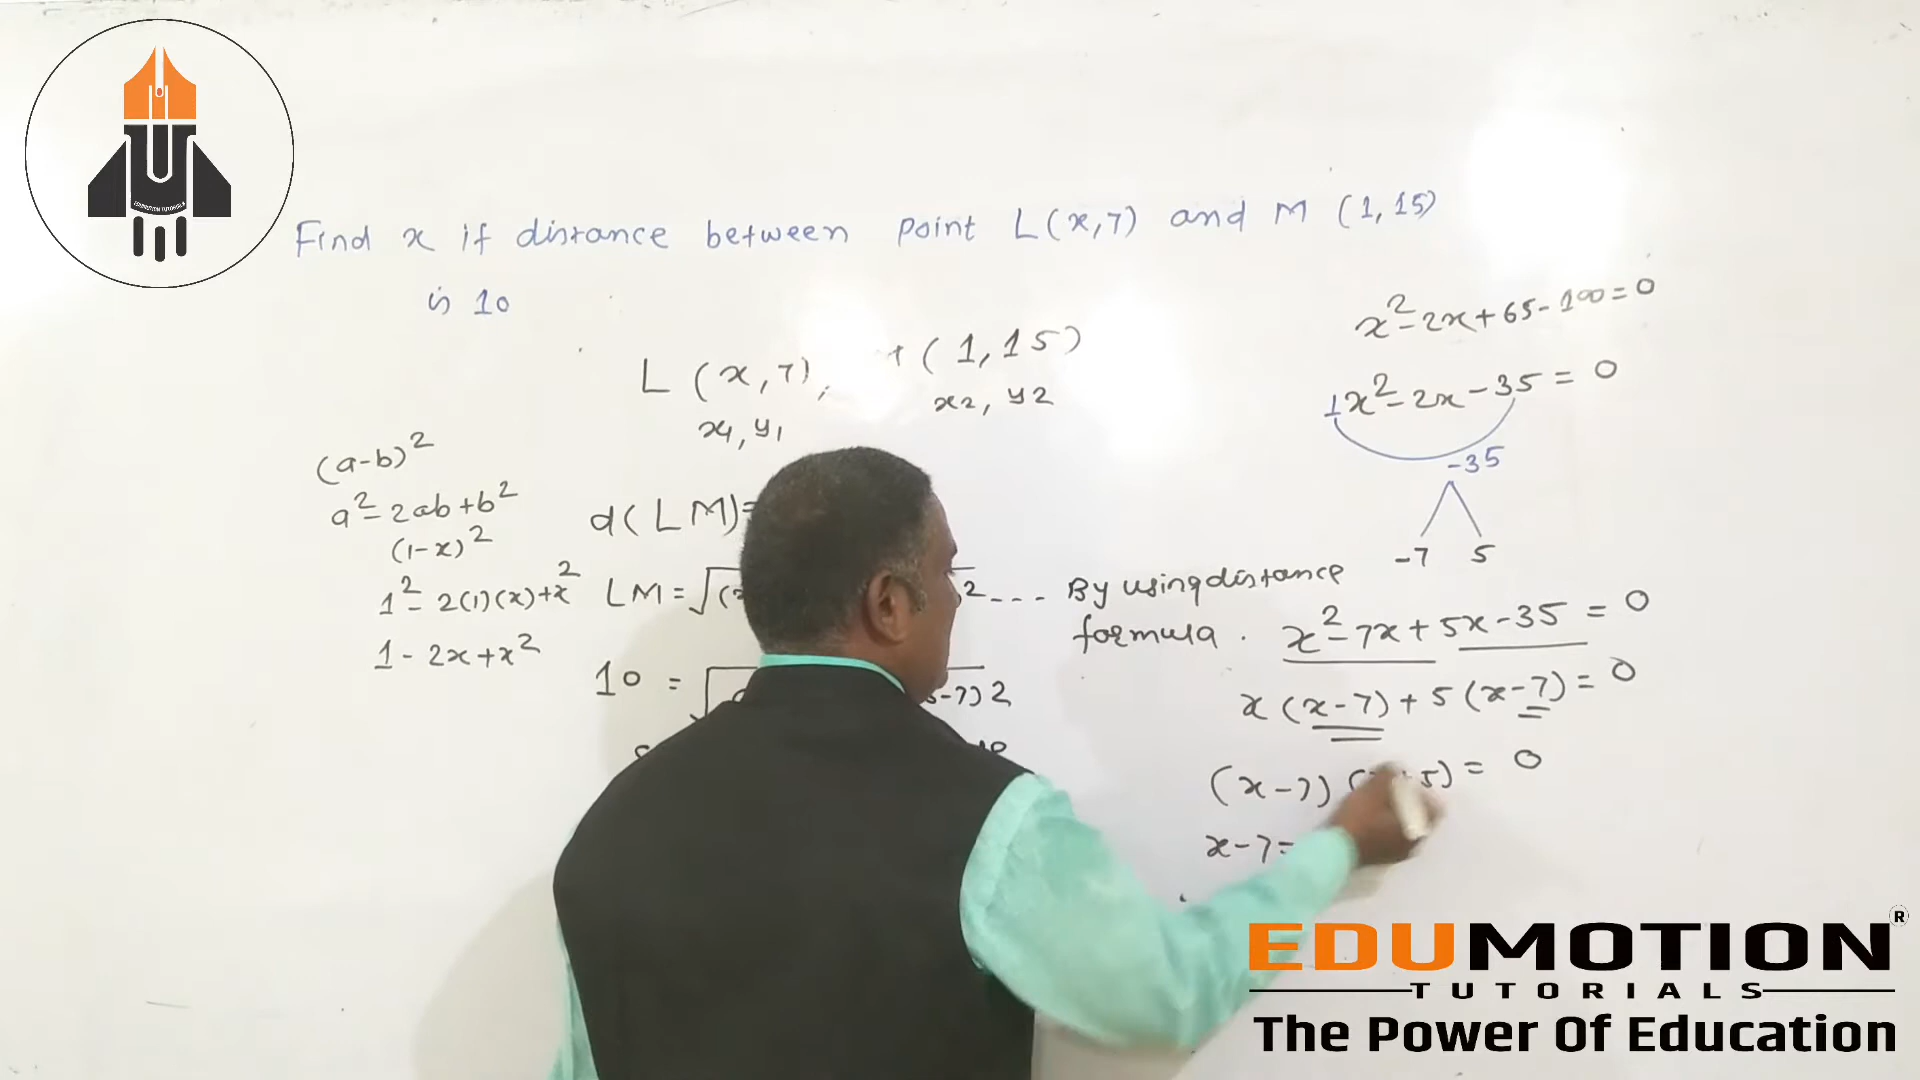 Find x if distance between point L(x,7) and M (1,15)
is 10
L (x,7), (1,15)
x1, y1 x2, y2
(a-b)²
a²-2ab+b²
(1-x)²
1²-2(1)(x)+x²
1-2x+x²
d(LM)=
LM=√( )2--- By using distance
formula.
10 = √ -7)2
x²-2x+65-100=0
1x²-2x-35=0
-35
-7 5
x²-7x+5x-35=0
x(x-7)+5(x-7)=0
(x-7)( 5)=0
x-7=
EDUMOTION ®
TUTORIALS
The Power Of Education
EDUMOTION TUTORIALS